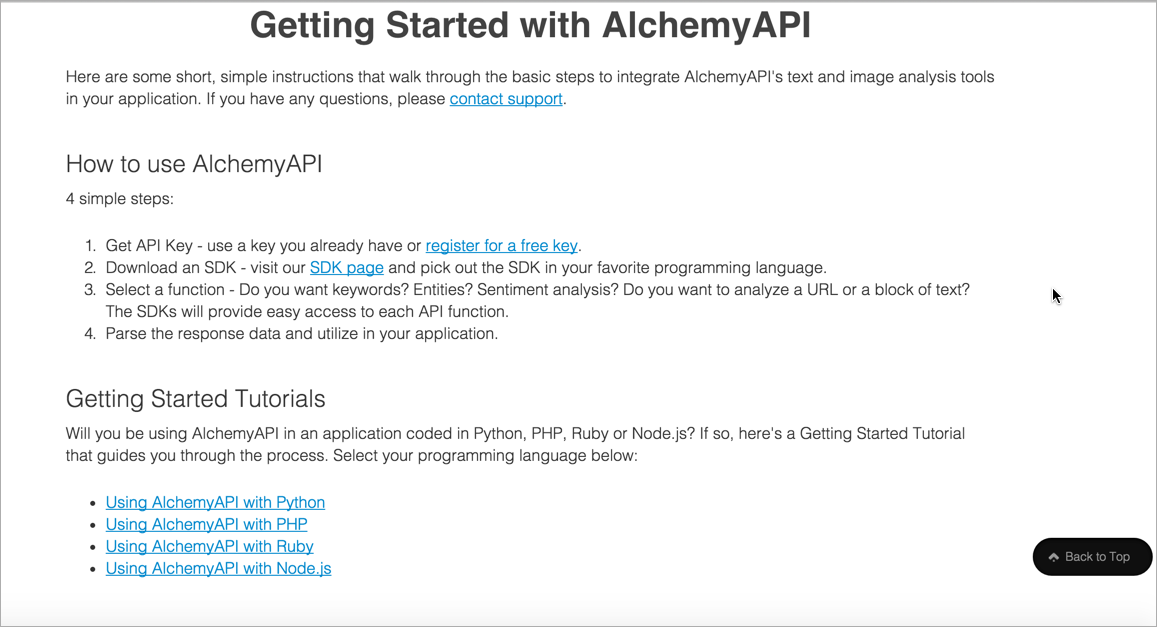 Getting Started with AlchemyAPI
Here are some short, simple instructions that walk through the basic steps to integrate AlchemyAPI's text and image analysis tools
in your application. If you have any questions, please contact support.
How to use AlchemyAPI
4 simple steps:
1. Get API Key - use a key you already have or register for a free key.
2. Download an SDK - visit our SDK page and pick out the SDK in your favorite programming language.
3. Select a function - Do you want keywords? Entities? Sentiment analysis? Do you want to analyze a URL or a block of text?
The SDKs will provide easy access to each API function.
4. Parse the response data and utilize in your application.
Getting Started Tutorials
Will you be using AlchemyAPI in an application coded in Python, PHP, Ruby or Node.js? If so, here's a Getting Started Tutorial
that guides you through the process. Select your programming language below:
• Using AlchemyAPI with Python
• Using AlchemyAPI with PHP
• Using AlchemyAPI with Ruby
• Using AlchemyAPI with Node.js
Back to Top